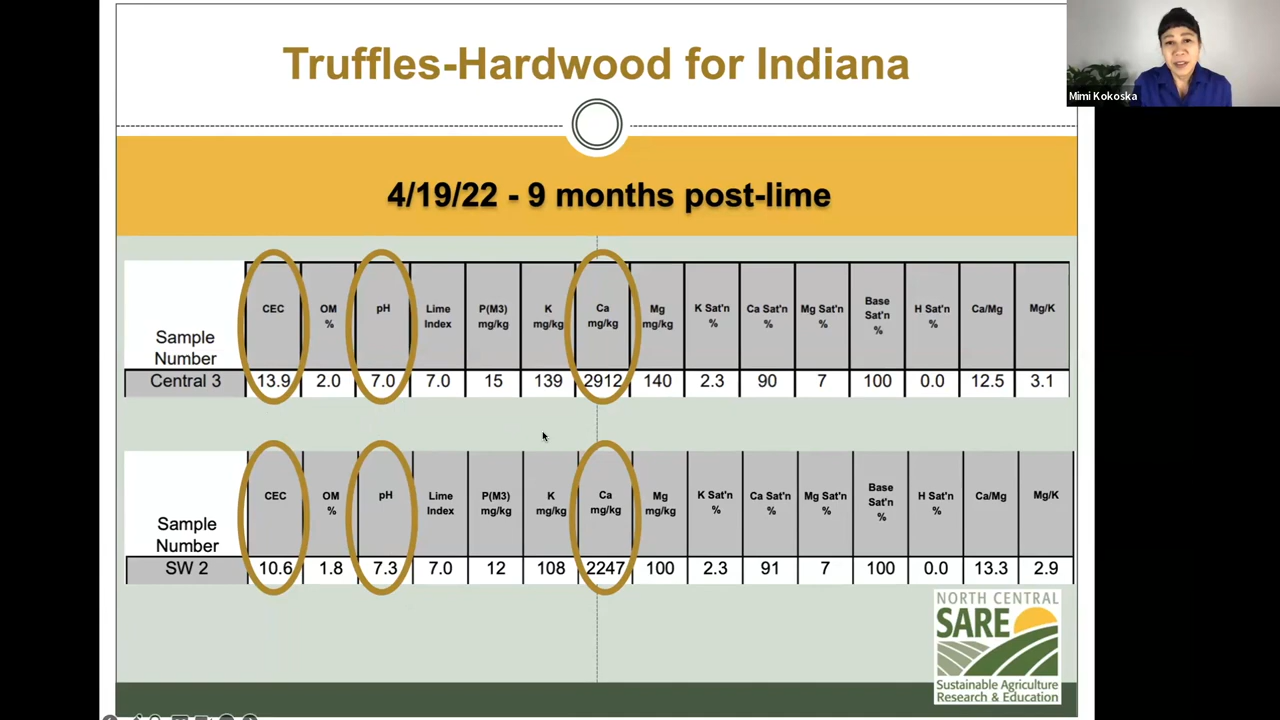 Truffles-Hardwood for Indiana
Mimi Kokoska
4/19/22 - 9 months post-lime
Sample Number CEC OM % pH Lime Index P(M3) mg/kg K mg/kg Ca mg/kg Mg mg/kg K Sat'n % Ca Sat'n % Mg Sat'n % Base Sat'n % H Sat'n % Ca/Mg Mg/K
Central 3 13.9 2.0 7.0 7.0 15 139 2912 140 2.3 90 7 100 0.0 12.5 3.1
Sample Number CEC OM % pH Lime Index P(M3) mg/kg K mg/kg Ca mg/kg Mg mg/kg K Sat'n % Ca Sat'n % Mg Sat'n % Base Sat'n % H Sat'n % Ca/Mg Mg/K
SW 2 10.6 1.8 7.3 7.0 12 108 2247 100 2.3 91 7 100 0.0 13.3 2.9
NORTH CENTRAL
SARE
Sustainable Agriculture
Research & Education